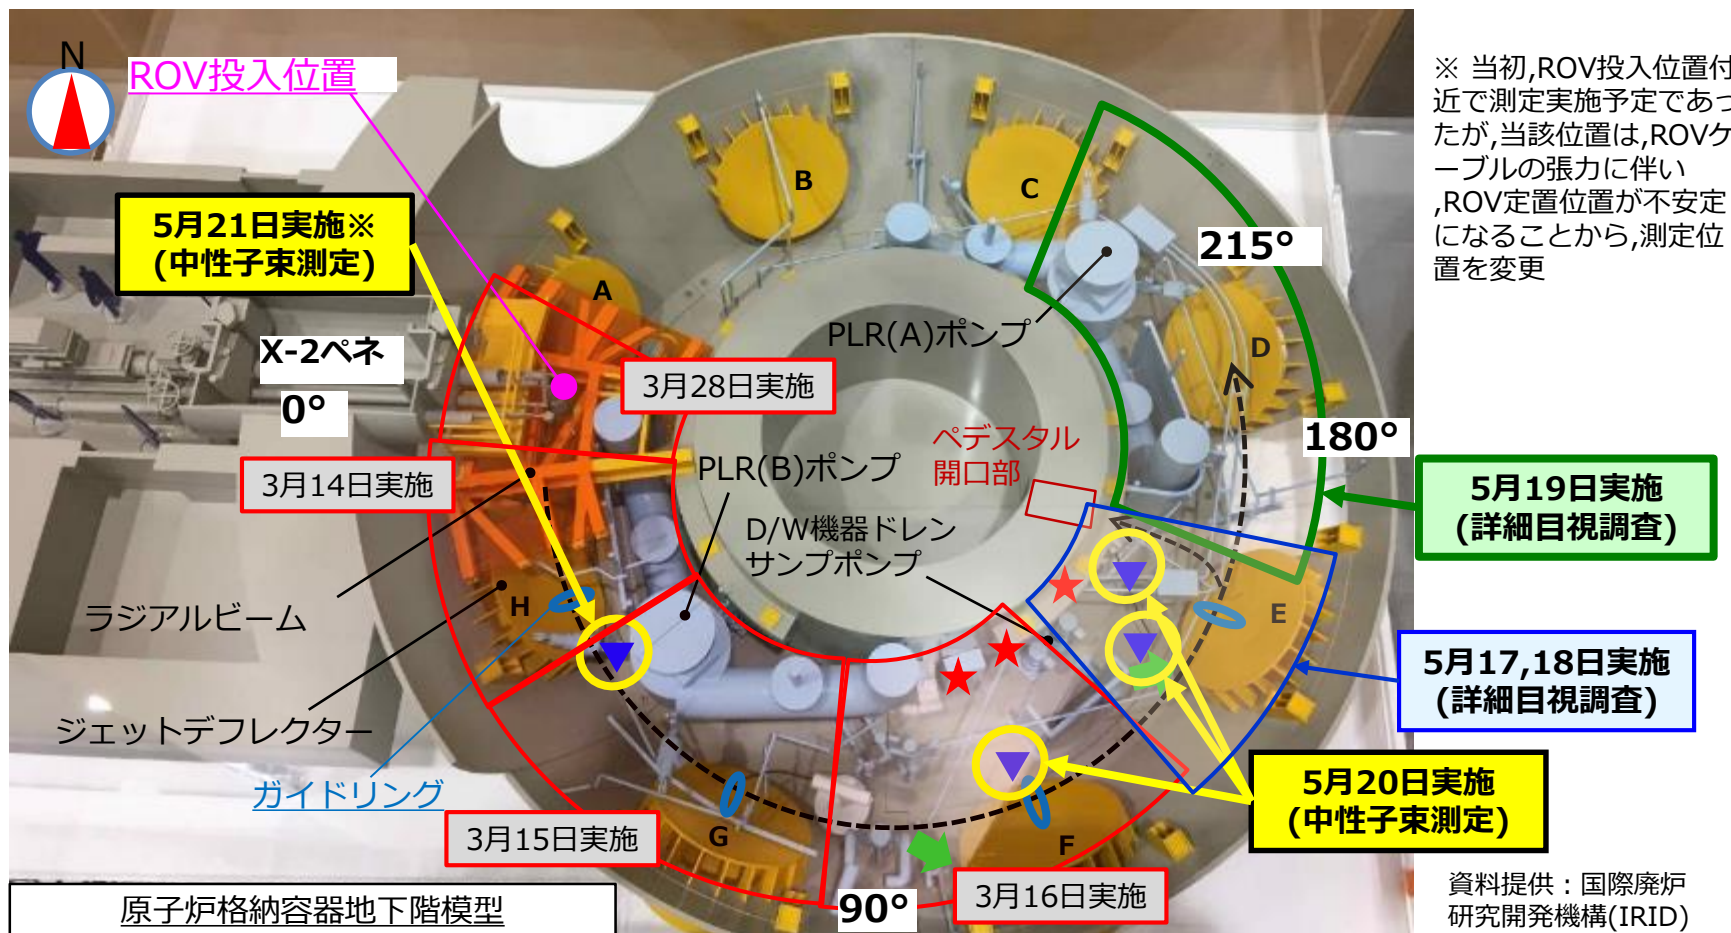 N
ROV投入位置
※ 当初,ROV投入位置付
近で測定実施予定であっ
たが,当該位置は,ROVケ
ーブルの張力に伴い
,ROV定置位置が不安定
になることから,測定位
置を変更
B
C
5月21日実施※
(中性子束測定)
215°
A
PLR(A)ポンプ
D
X-2ペネ
3月28日実施
0°
180°
ペデスタル
開口部
PLR(B)ポンプ
3月14日実施
5月19日実施
(詳細目視調査)
D/W機器ドレン
サンプポンプ
H
E
ラジアルビーム
5月17,18日実施
(詳細目視調査)
ジェットデフレクター
ガイドリング
5月20日実施
(中性子束測定)
G
F
3月15日実施
3月16日実施
90°
原子炉格納容器地下階模型
資料提供：国際廃炉
研究開発機構(IRID)